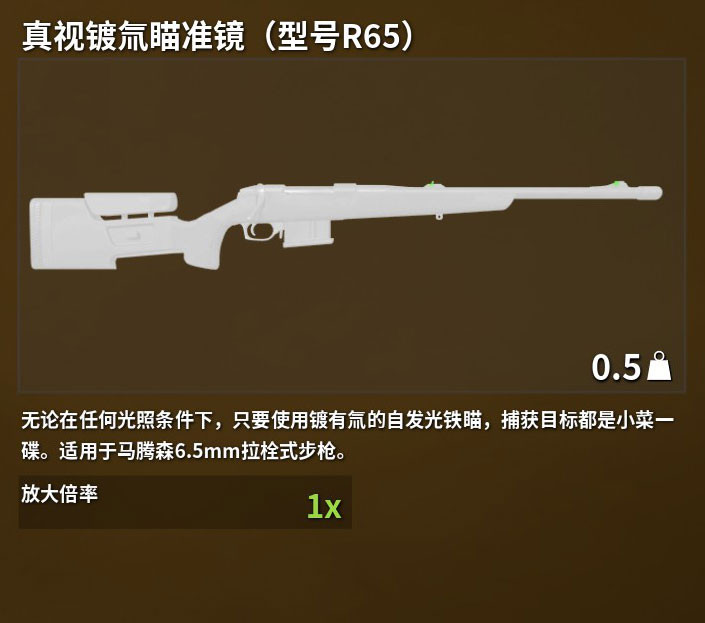 真视镀氚瞄准镜（型号R65）
0.5
无论在任何光照条件下，只要使用镀有氚的自发光铁瞄，捕获目标都是小菜一
碟。适用于马腾森6.5mm拉栓式步枪。
放大倍率
1x